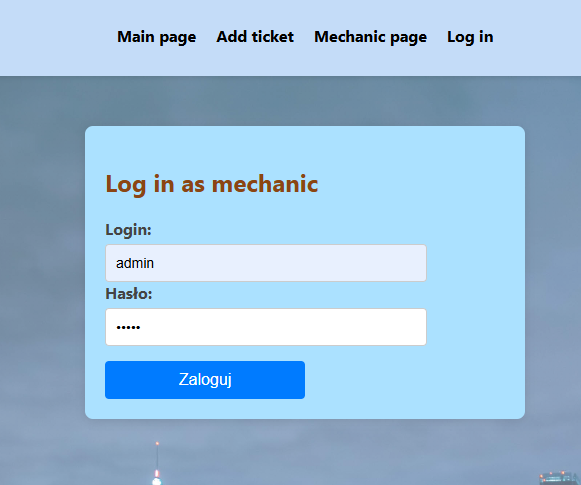 Main page Add ticket Mechanic page Log in
Log in as mechanic
Login:
admin
Hasło:
•••••
Zaloguj